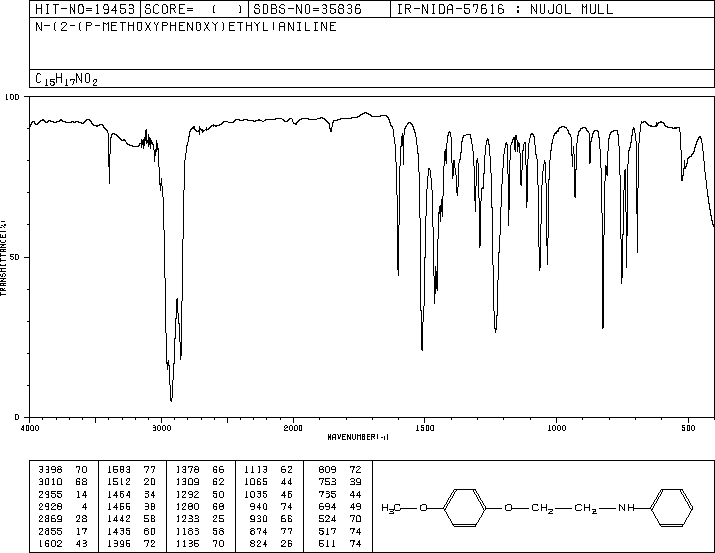 HIT-NO=19453 SCORE= ( ) SDBS-NO=35836 IR-NIDA-57616 : NUJOL MULL
N-(2-(P-METHOXYPHENOXY)ETHYL)ANILINE
C15H17NO2
100
50
0
TRANSMITTANCE(%)
4000 3000 2000 1500 1000 500
WAVENUMBER(-1)
3398 70 1583 77 1378 66 1113 62 809 72
3010 68 1512 20 1309 62 1065 44 753 39
2955 14 1464 34 1292 50 1035 46 735 44
2928 4 1455 38 1280 68 940 74 694 49
2869 28 1442 58 1233 25 930 66 524 70
2855 17 1435 60 1183 58 874 77 517 74
1602 43 1395 72 1135 70 824 26 511 74
H3C O O CH2 CH2 NH